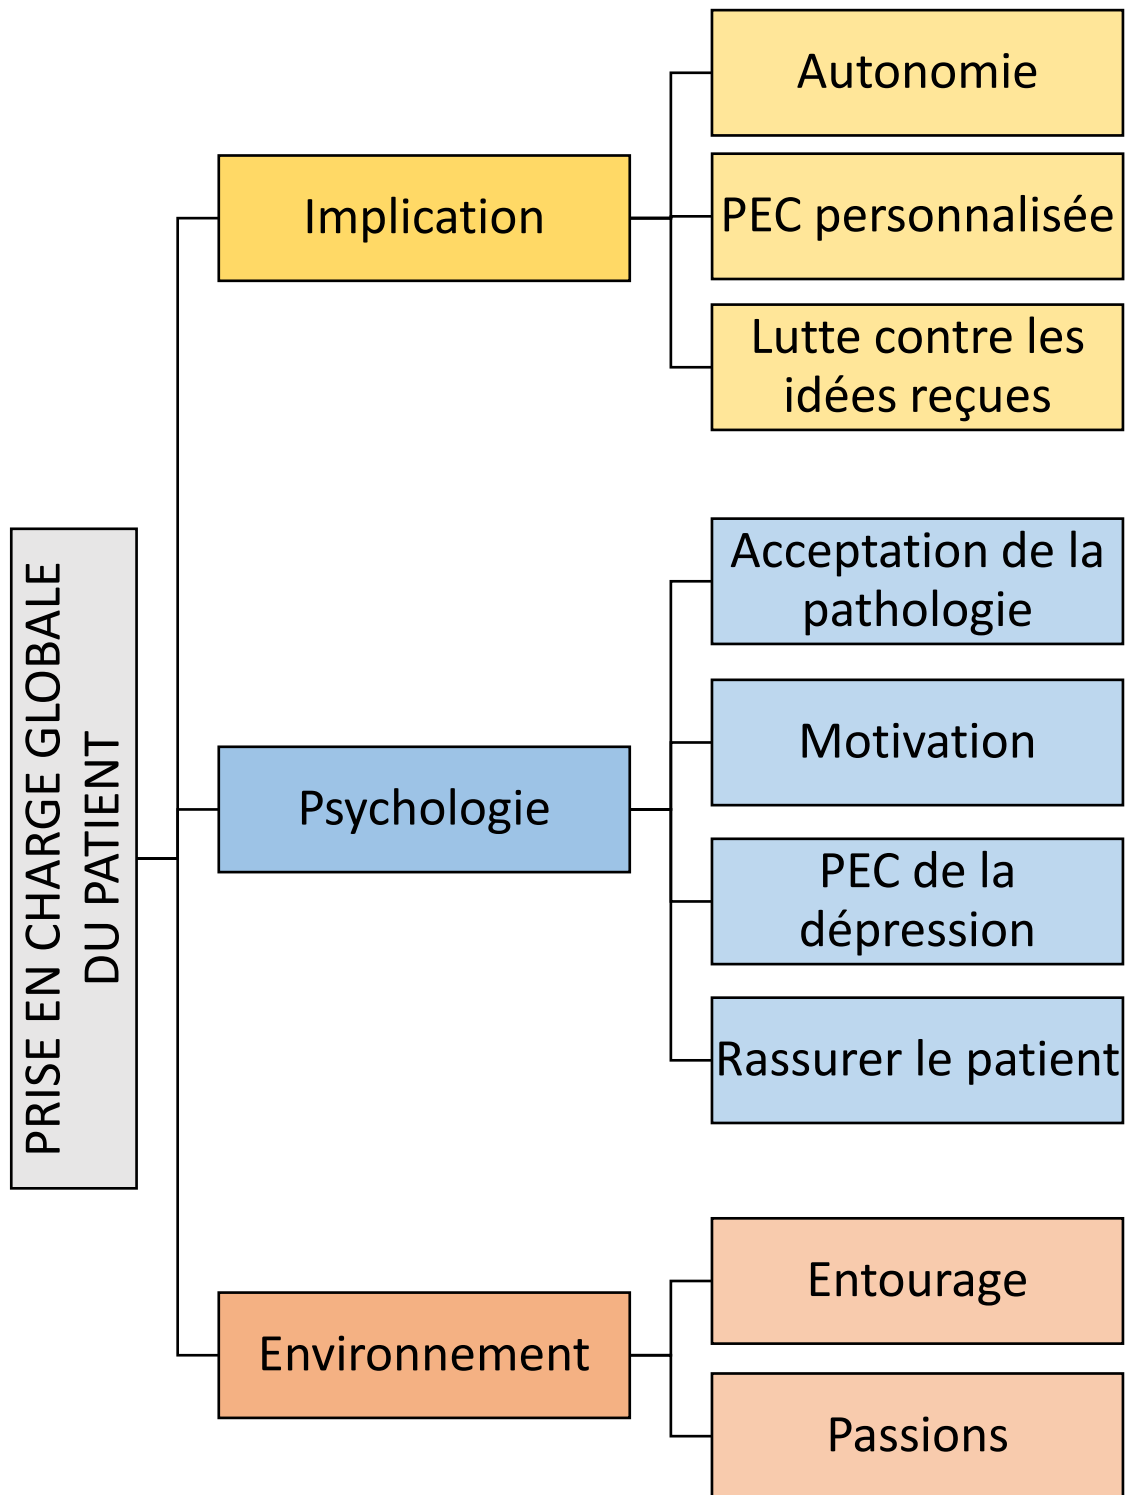 PRISE EN CHARGE GLOBALE
DU PATIENT
Implication
Autonomie
PEC personnalisée
Lutte contre les
idées reçues
Psychologie
Acceptation de la
pathologie
Motivation
PEC de la
dépression
Rassurer le patient
Environnement
Entourage
Passions